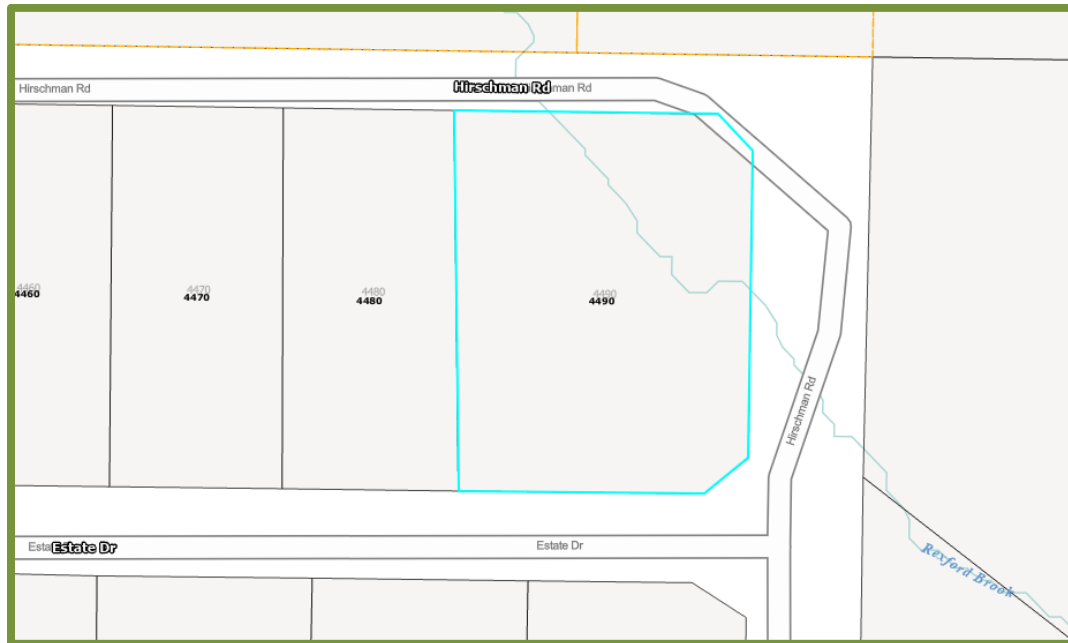 Hirschman Rd
Hirschman Rd
man Rd
4460
4460
4470
4470
4480
4480
4490
4490
Hirschman Rd
Esta
Estate Dr
Estate Dr
Rexford Brook